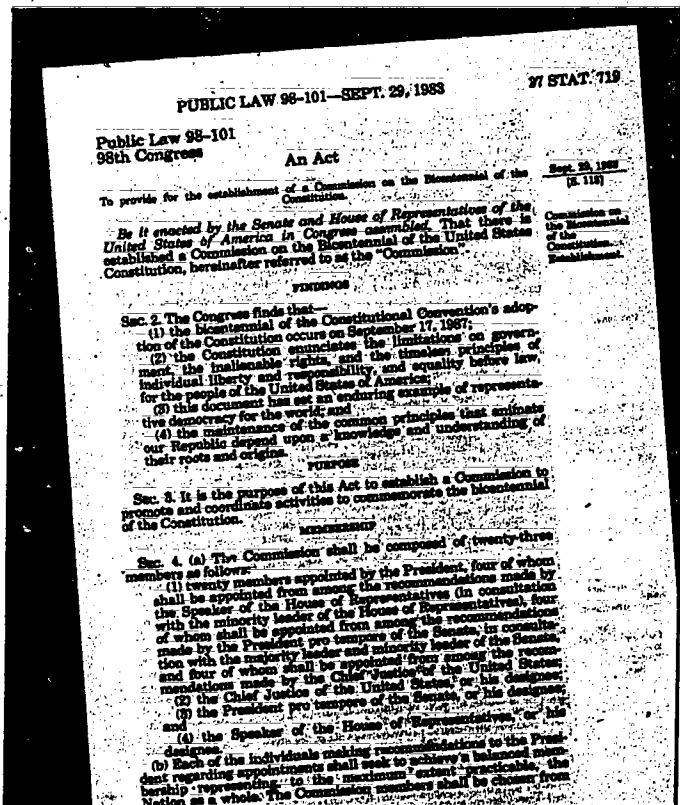 PUBLIC LAW 98-101—SEPT. 29, 1983
97 STAT. 719
Public Law 98-101
98th Congress
An Act
To provide for the establishment of a Commission on the Bicentennial of the
Constitution.
Sept. 29, 1983
[S. 118]
Be it enacted by the Senate and House of Representatives of the
United States of America in Congress assembled, That there is
established a Commission on the Bicentennial of the United States
Constitution, hereinafter referred to as the "Commission".
Commission on
the Bicentennial
of the
Constitution.
Establishment.
FINDINGS
SEC. 2. The Congress finds that—
(1) the bicentennial of the Constitutional Convention's adop-
tion of the Constitution occurs on September 17, 1987;
(2) the Constitution enunciates the limitations on govern-
ment, the inalienable rights, and the timeless principles of
individual liberty and responsibility, and equality before law,
for the people of the United States of America;
(3) this document has set an enduring example of representa-
tive democracy for the world; and
(4) the maintenance of the common principles that animate
our Republic depend upon a knowledge and understanding of
their roots and origins.
PURPOSE
SEC. 3. It is the purpose of this Act to establish a Commission to
promote and coordinate activities to commemorate the bicentennial
of the Constitution.
MEMBERSHIP
SEC. 4. (a) The Commission shall be composed of twenty-three
members as follows:
(1) twenty members appointed by the President, four of whom
shall be appointed from among the recommendations made by
the Speaker of the House of Representatives (in consultation
with the minority leader of the House of Representatives), four
of whom shall be appointed from among the recommendations
made by the President pro tempore of the Senate, in consulta-
tion with the majority leader and minority leader of the Senate,
and four of whom shall be appointed from among the recom-
mendations made by the Chief Justice of the United States;
(2) the Chief Justice of the United States, or his designee;
(3) the President pro tempore of the Senate, or his designee;
and
(4) the Speaker of the House of Representatives, or his
designee.
(b) Each of the individuals making recommendations to the Presi-
dent regarding appointments shall seek to achieve a balanced mem-
bership representing, to the maximum extent practicable, the
Nation as a whole. The Commission members shall be chosen from